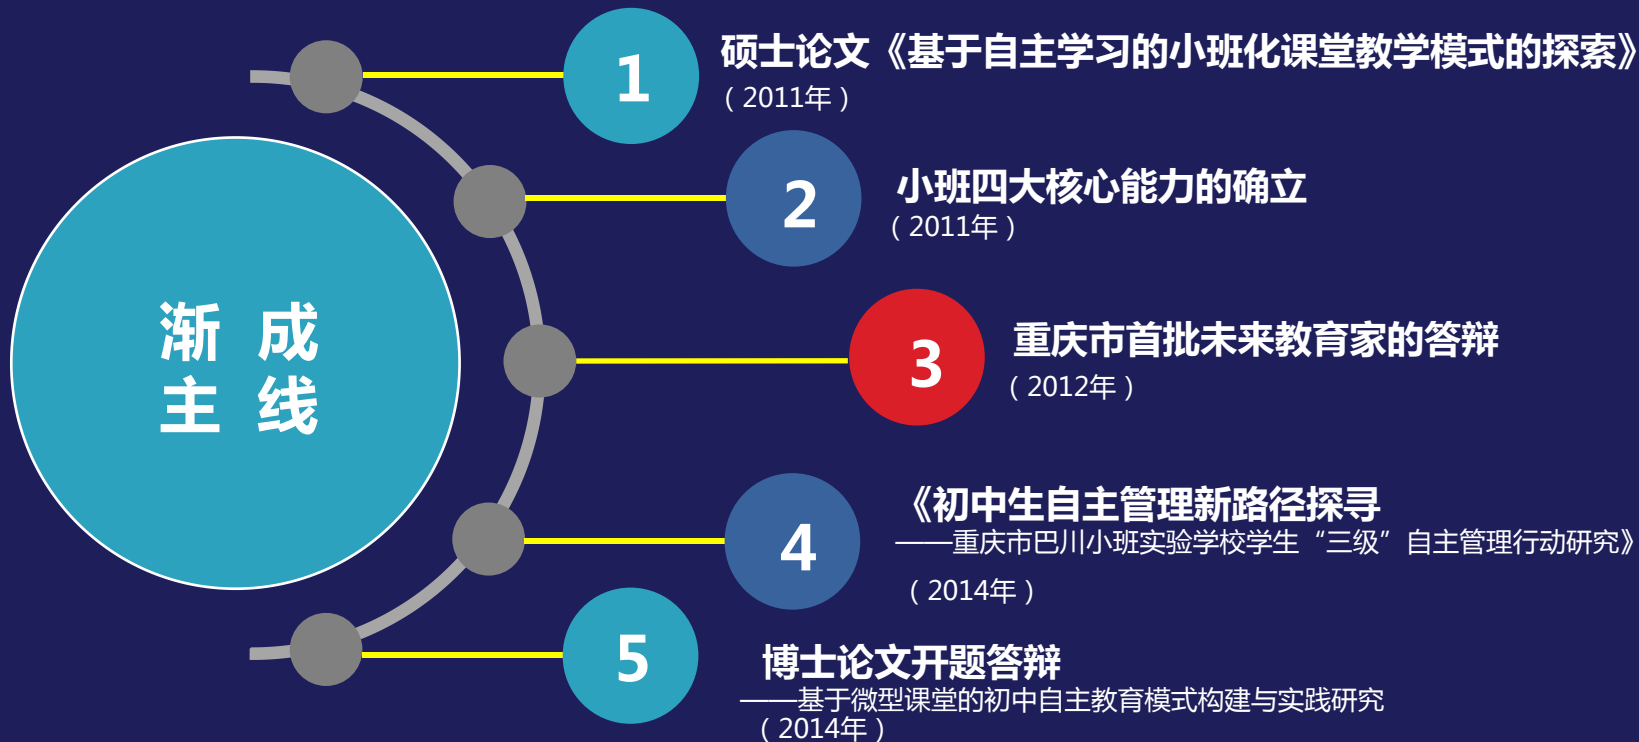 渐 成
主 线
1
硕士论文《基于自主学习的小班化课堂教学模式的探索》
（2011年）
2
小班四大核心能力的确立
（2011年）
3
重庆市首批未来教育家的答辩
（2012年）
4
《初中生自主管理新路径探寻
——重庆市巴川小班实验学校学生“三级”自主管理行动研究》
（2014年）
5
博士论文开题答辩
——基于微型课堂的初中自主教育模式构建与实践研究
（2014年）